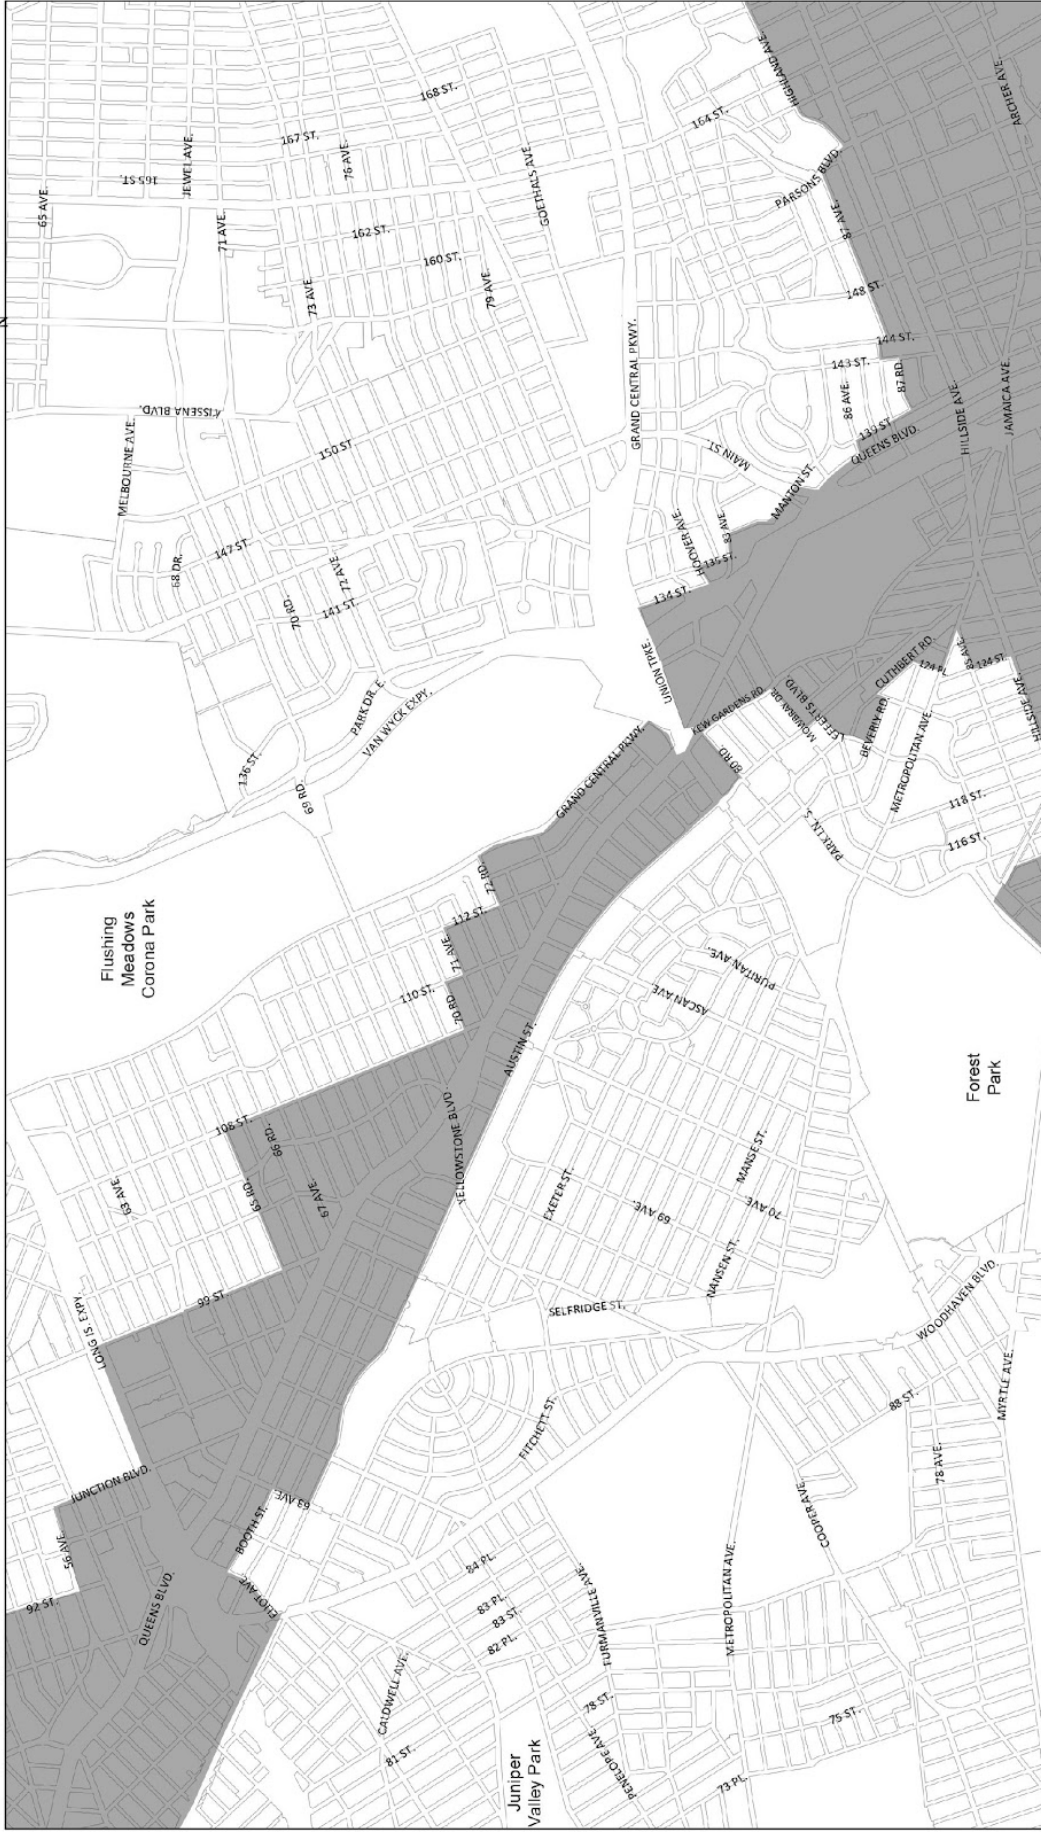 65 AVE.
165 ST.
JEWEL AVE.
167 ST.
76 AVE.
168 ST.
71 AVE.
162 ST.
160 ST.
73 AVE.
79 AVE.
GOETHALS AVE.
HIGHLAND AVE.
ARCHER AVE.
164 ST.
PARSONS BLVD.
87 AVE.
148 ST.
144 ST.
143 ST.
87 RD.
86 AVE.
139 ST.
QUEENS BLVD.
HILLSIDE AVE.
JAMAICA AVE.
GRAND CENTRAL PKWY.
MAIN ST.
MANTON ST.
HOOVER AVE.
83 AVE.
135 ST.
134 ST.
KISSENA BLVD.
MELBOURNE AVE.
150 ST.
147 ST.
68 DR.
72 AVE.
141 ST.
70 RD.
PARK DR. E.
VAN WYCK EXPY.
136 ST.
69 RD.
UNION TPKE.
KEW GARDENS RD.
MOWBRAY DR.
LEFFERTS BLVD.
CUTHBERT RD.
BEVERLY RD.
124 PL.
85 AVE.
124 ST.
HILLSIDE AVE.
METROPOLITAN AVE.
118 ST.
116 ST.
PARK LN. S.
80 RD.
GRAND CENTRAL PKWY.
72 RD.
112 ST.
71 AVE.
110 ST.
70 RD.
Flushing
Meadows
Corona Park
AUSTIN ST.
PURITAN AVE.
ASCAN AVE.
YELLOWSTONE BLVD.
108 ST.
66 RD.
63 AVE.
65 RD.
67 AVE.
Forest
Park
MANSE ST.
EXETER ST.
69 AVE.
70 AVE.
NANSEN ST.
SELFRIDGE ST.
WOODHAVEN BLVD.
99 ST.
LONG IS. EXPY.
MYRTLE AVE.
88 ST.
FITCHETT ST.
78 AVE.
COOPER AVE.
JUNCTION BLVD.
63 AVE.
BOOTH ST.
56 AVE.
92 ST.
QUEENS BLVD.
ELIOT AVE.
84 PL.
83 PL.
83 ST.
82 PL.
FURMANVILLE AVE.
METROPOLITAN AVE.
CALDWELL AVE.
81 ST.
78 ST.
75 ST.
PENELOPE AVE.
73 PL.
Juniper
Valley Park